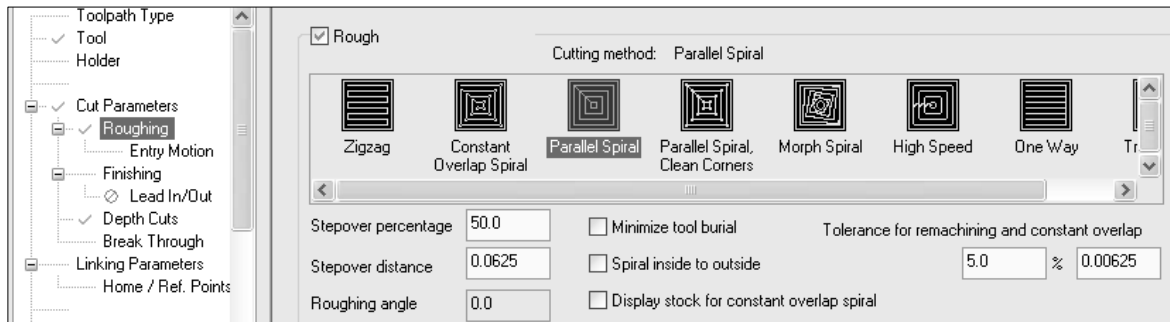 Toolpath Type
Tool
Holder
Cut Parameters
Roughing
Entry Motion
Finishing
Lead In/Out
Depth Cuts
Break Through
Linking Parameters
Home / Ref. Points
Rough
Cutting method: Parallel Spiral
Zigzag
Constant
Overlap Spiral
Parallel Spiral
Parallel Spiral,
Clean Corners
Morph Spiral
High Speed
One Way
Stepover percentage 50.0
Minimize tool burial
Tolerance for remachining and constant overlap
Stepover distance 0.0625
Spiral inside to outside
5.0 % 0.00625
Roughing angle 0.0
Display stock for constant overlap spiral